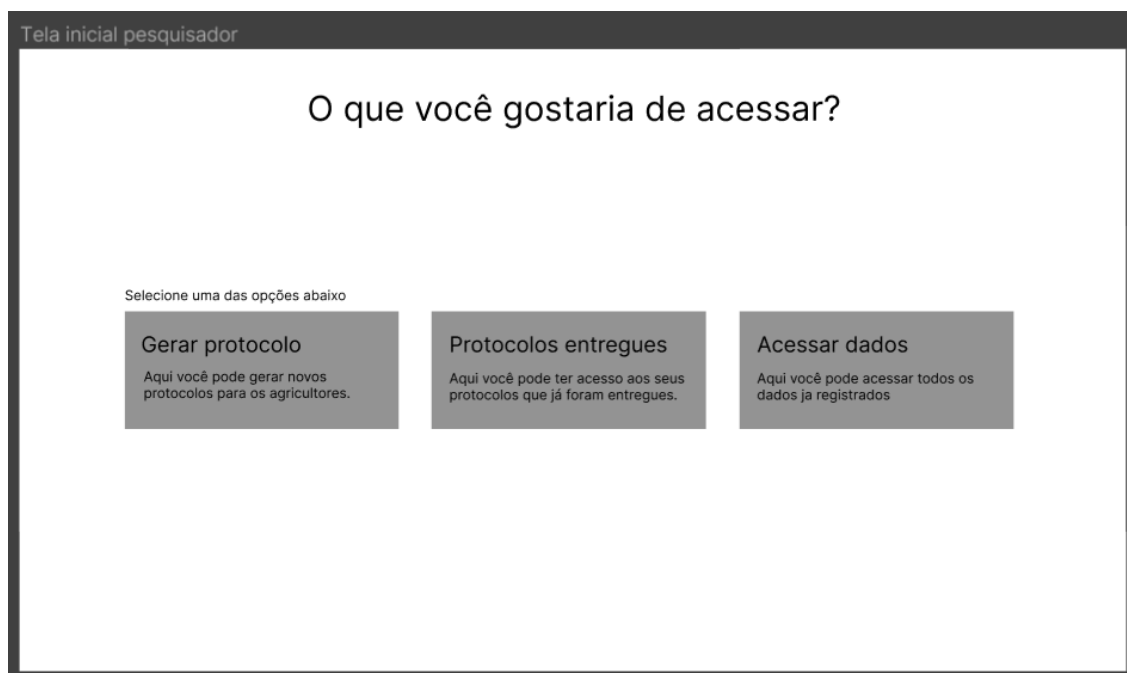 Tela inicial pesquisador
O que você gostaria de acessar?
Selecione uma das opções abaixo
Gerar protocolo
Aqui você pode gerar novos
protocolos para os agricultores.
Protocolos entregues
Aqui você pode ter acesso aos seus
protocolos que já foram entregues.
Acessar dados
Aqui você pode acessar todos os
dados ja registrados